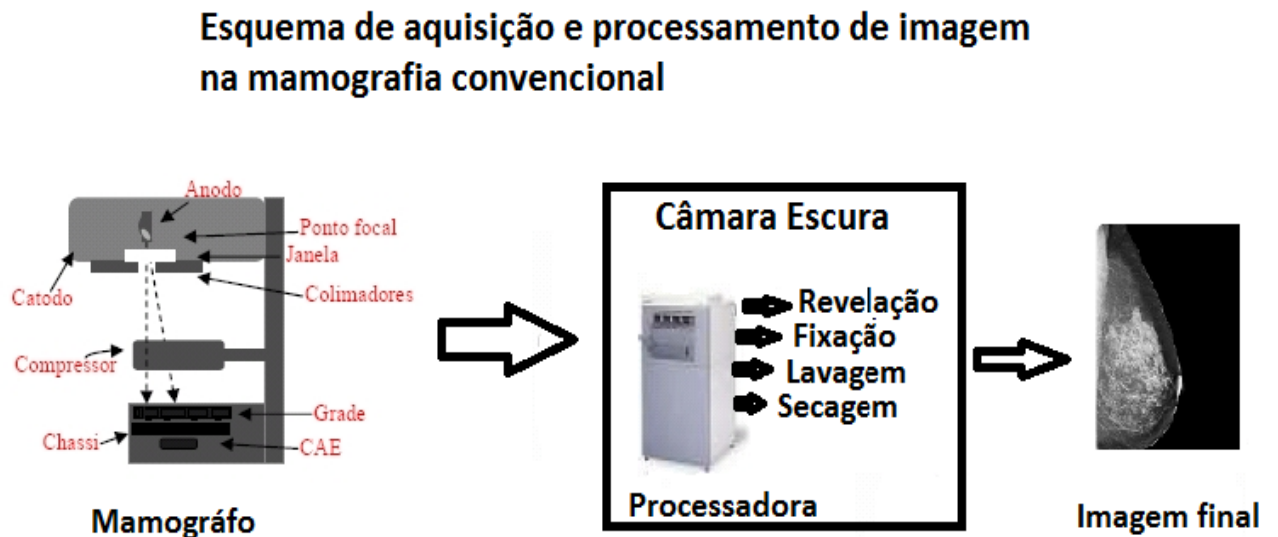 Esquema de aquisição e processamento de imagem
na mamografia convencional
Anodo
Ponto focal
Janela
Colimadores
Catodo
Compressor
Grade
Chassi
CAE
Mamográfo
Câmara Escura
Revelação
Fixação
Lavagem
Secagem
Processadora
Imagem final